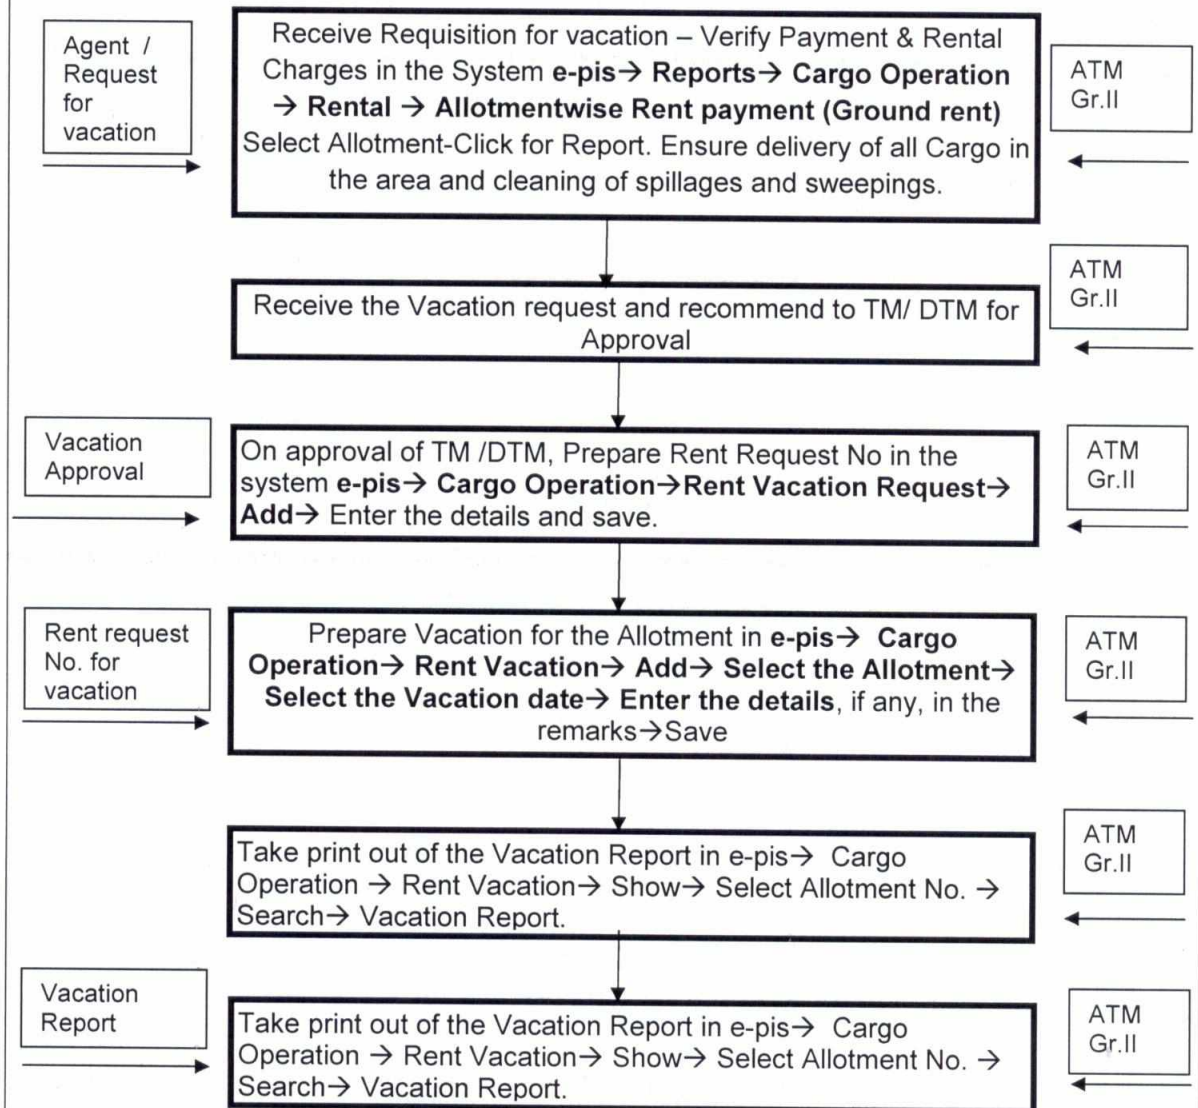 Agent /
Request
for
vacation
Receive Requisition for vacation – Verify Payment & Rental
Charges in the System e-pis→ Reports→ Cargo Operation
→ Rental → Allotmentwise Rent payment (Ground rent)
Select Allotment-Click for Report. Ensure delivery of all Cargo in
the area and cleaning of spillages and sweepings.
ATM
Gr.II
Receive the Vacation request and recommend to TM/ DTM for
Approval
ATM
Gr.II
Vacation
Approval
On approval of TM /DTM, Prepare Rent Request No in the
system e-pis→ Cargo Operation→Rent Vacation Request→
Add→ Enter the details and save.
ATM
Gr.II
Rent request
No. for
vacation
Prepare Vacation for the Allotment in e-pis→ Cargo
Operation→ Rent Vacation→ Add→ Select the Allotment→
Select the Vacation date→ Enter the details, if any, in the
remarks→Save
ATM
Gr.II
Take print out of the Vacation Report in e-pis→ Cargo
Operation → Rent Vacation→ Show→ Select Allotment No. →
Search→ Vacation Report.
ATM
Gr.II
Vacation
Report
Take print out of the Vacation Report in e-pis→ Cargo
Operation → Rent Vacation→ Show→ Select Allotment No. →
Search→ Vacation Report.
ATM
Gr.II